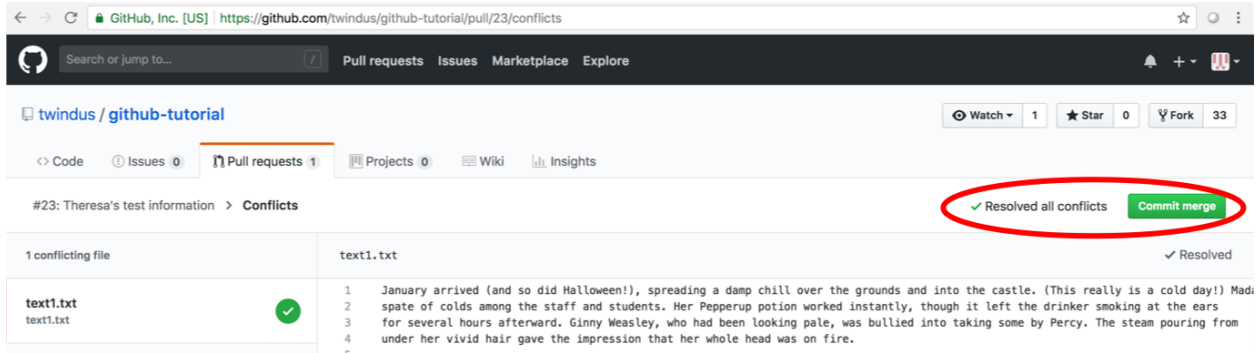 GitHub, Inc. [US] https://github.com/twindus/github-tutorial/pull/23/conflicts
Search or jump to... / Pull requests Issues Marketplace Explore
twindus / github-tutorial Watch 1 Star 0 Fork 33
Code Issues 0 Pull requests 1 Projects 0 Wiki Insights
#23: Theresa's test information > Conflicts Resolved all conflicts Commit merge
1 conflicting file text1.txt Resolved
text1.txt
text1.txt
1 January arrived (and so did Halloween!), spreading a damp chill over the grounds and into the castle. (This really is a cold day!) Mada
2 spate of colds among the staff and students. Her Pepperup potion worked instantly, though it left the drinker smoking at the ears
3 for several hours afterward. Ginny Weasley, who had been looking pale, was bullied into taking some by Percy. The steam pouring from
4 under her vivid hair gave the impression that her whole head was on fire.